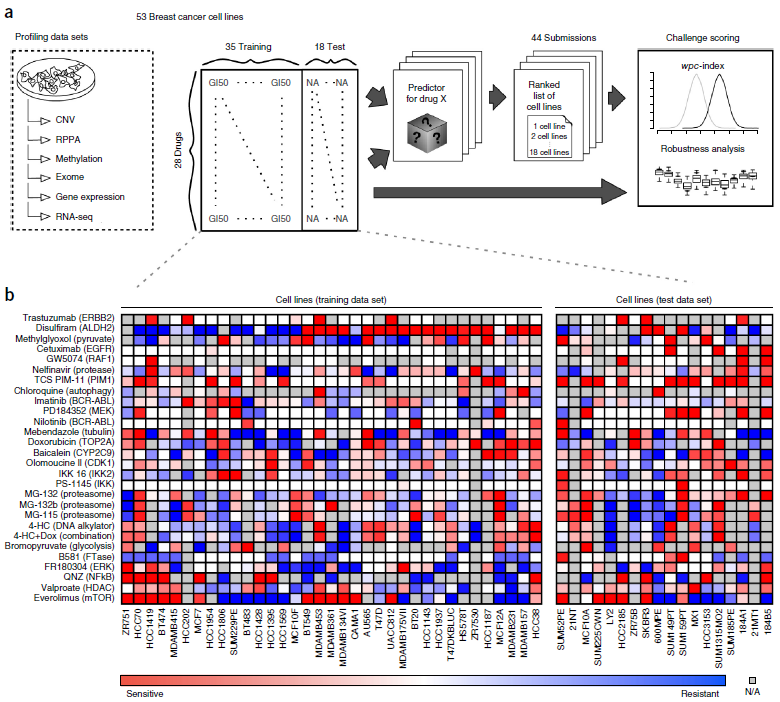 a
53 Breast cancer cell lines
Profiling data sets
35 Training
18 Test
44 Submissions
Challenge scoring
CNV
RPPA
Methylation
Exome
Gene expression
RNA-seq
28 Drugs
GI50 GI50 NA NA
GI50 GI50 NA NA
Predictor
for drug X
? ? ?
Ranked
list of
cell lines
1 cell line
2 cell lines
18 cell lines
wpc-index
Robustness analysis
b
Cell lines (training data set)
Cell lines (test data set)
Trastuzumab (ERBB2)
Disulfiram (ALDH2)
Methylglyoxol (pyruvate)
Cetuximab (EGFR)
GW5074 (RAF1)
Nelfinavir (protease)
TCS PIM-11 (PIM1)
Chloroquine (autophagy)
Imatinib (BCR-ABL)
PD184352 (MEK)
Nilotinib (BCR-ABL)
Mebendazole (tubulin)
Doxorubicin (TOP2A)
Baicalein (CYP2C9)
Olomoucine II (CDK1)
IKK 16 (IKK2)
PS-1145 (IKK)
MG-132 (proteasome)
MG-132b (proteasome)
MG-115 (proteasome)
4-HC (DNA alkylator)
4-HC+Dox (combination)
Bromopyruvate (glycolysis)
B581 (FTase)
FR180304 (ERK)
QNZ (NFkB)
Valproate (HDAC)
Everolimus (mTOR)
ZR751
HCC70
HCC1419
BT474
MDAMB415
HCC202
MCF7
HCC1954
HCC1800
SUM229PE
BT483
HCC1428
HCC1395
HCC1569
MCF10F
BT549
MDAMB453
MDAMB361
MDAMB134VI
CAMA1
AU565
T47D
UACC812
MDAMB175VII
BT20
HCC1143
HCC1937
T47DKBLUC
HS578T
ZR7530
HCC1187
MCF12A
MDAMB231
MDAMB157
HCC38
SUM52PE
21NT
MCF10A
SUM225CWN
LY2
HCC2185
ZR75B
SKBR3
600MPE
SUM149PT
SUM159PT
MX1
HCC3153
SUM1315MO2
SUM185PE
184A1
21MT1
184B5
Sensitive
Resistant
N/A